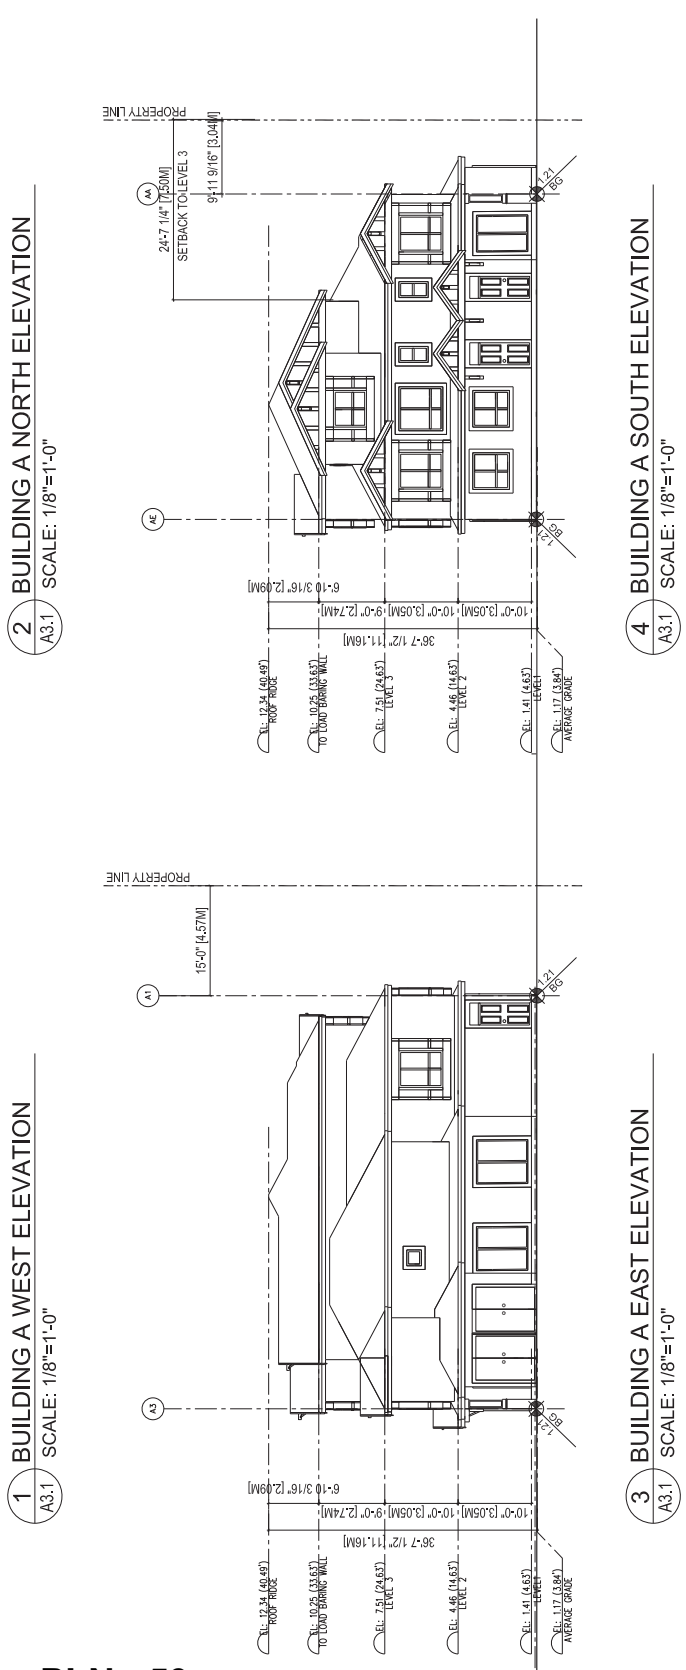 2
A3.1
BUILDING A NORTH ELEVATION
SCALE: 1/8"=1'-0"
PROPERTY LINE
24'-7 1/4" [7.50M]
SETBACK TO LEVEL 3
9'-11 9/16" [3.04M]
AA
AE
1.21
BG
1.21
BG
6'-10 3/16" [2.09M]
9'-0" [2.74M]
10'-0" [3.05M]
10'-0" [3.05M]
36'-7 1/2" [11.16M]
EL: 12.34 (40.49')
ROOF RIDGE
EL: 10.25 (33.63')
TO LOAD BARING WALL
EL: 7.51 (24.63')
LEVEL 3
EL: 4.46 (14.63')
LEVEL 2
EL: 1.41 (4.63')
LEVEL1
EL: 1.17 (3.84')
AVERAGE GRADE
4
A3.1
BUILDING A SOUTH ELEVATION
SCALE: 1/8"=1'-0"
1
A3.1
BUILDING A WEST ELEVATION
SCALE: 1/8"=1'-0"
PROPERTY LINE
15'-0" [4.57M]
A1
A3
1.21
BG
1.21
BG
6'-10 3/16" [2.09M]
9'-0" [2.74M]
10'-0" [3.05M]
10'-0" [3.05M]
36'-7 1/2" [11.16M]
EL: 12.34 (40.49')
ROOF RIDGE
EL: 10.25 (33.63')
TO LOAD BARING WALL
EL: 7.51 (24.63')
LEVEL 3
EL: 4.46 (14.63')
LEVEL 2
EL: 1.41 (4.63')
LEVEL1
EL: 1.17 (3.84')
AVERAGE GRADE
3
A3.1
BUILDING A EAST ELEVATION
SCALE: 1/8"=1'-0"